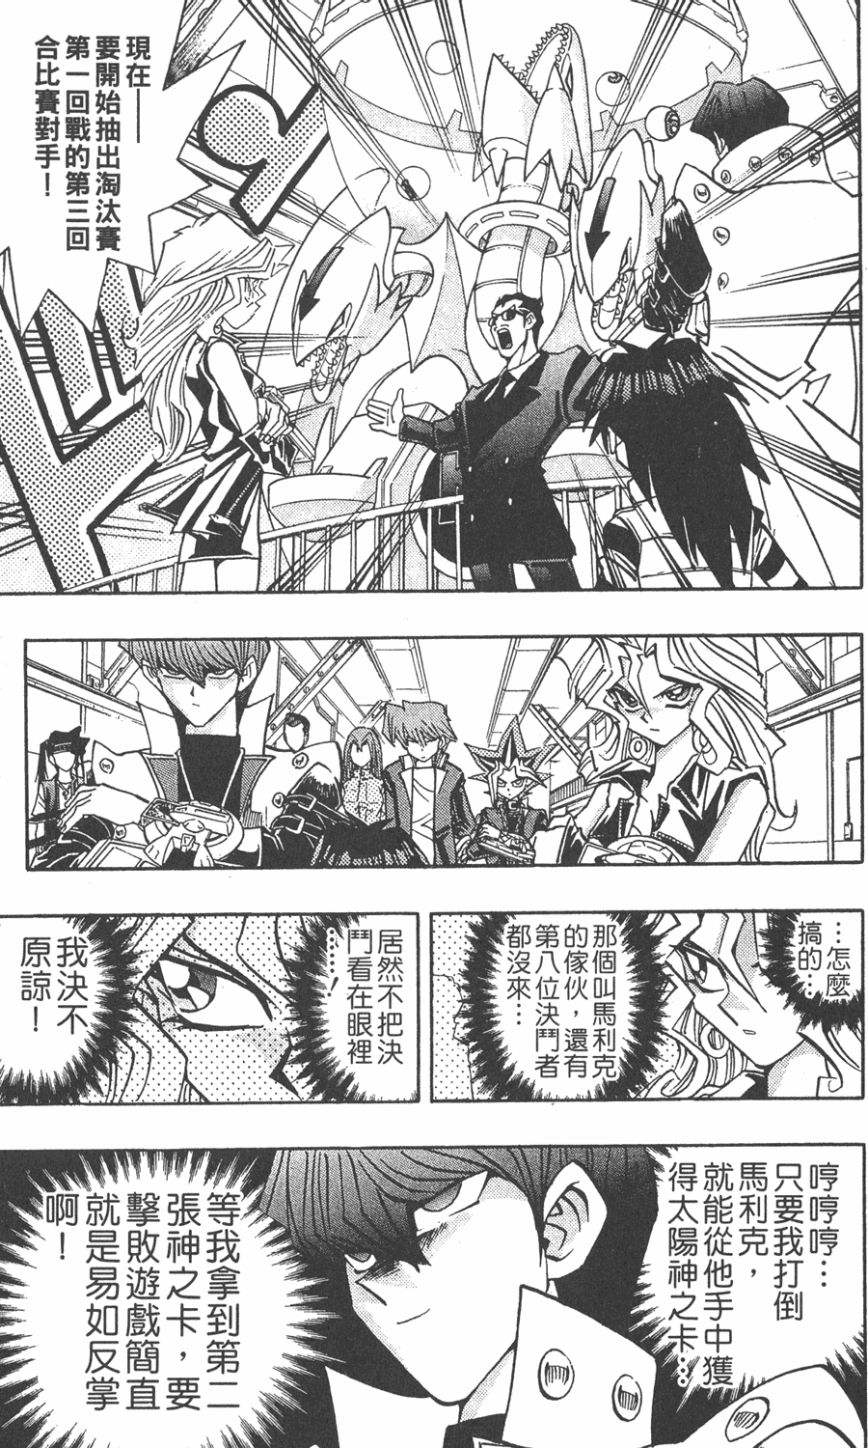 現在——
要開始抽出淘汰賽
第一回戰的第三回
合比賽對手！
ゴ
…怎麼
搞的…
那個叫馬利克
的傢伙，還有
第八位決鬥者
都沒來…
居然不把決
鬥看在眼裡
……！
我決不
原諒！
哼哼哼…
只要我打倒
馬利克，
就能從他手中獲
得太陽神之卡…
等我拿到第二
張神之卡，要
擊敗遊戲簡直
就是易如反掌
啊！